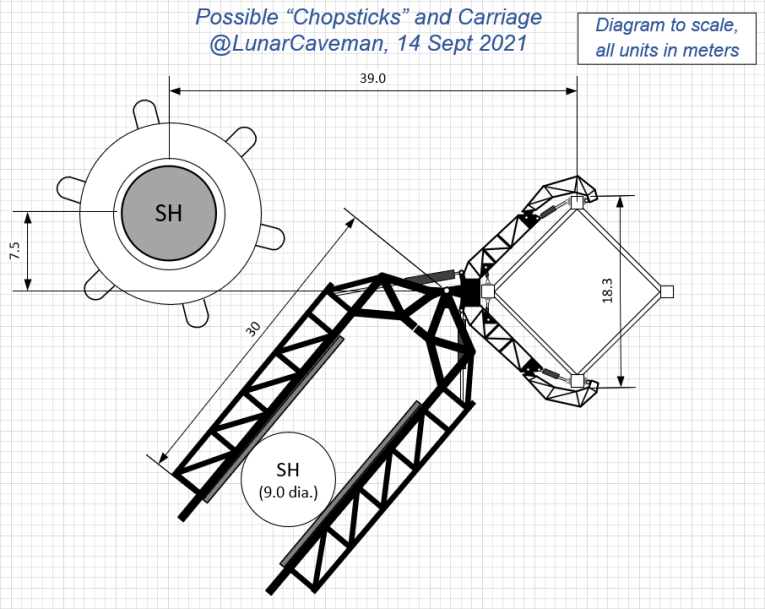 Possible “Chopsticks” and Carriage
@LunarCaveman, 14 Sept 2021
Diagram to scale,
all units in meters
39.0
SH
7.5
18.3
30
SH
(9.0 dia.)